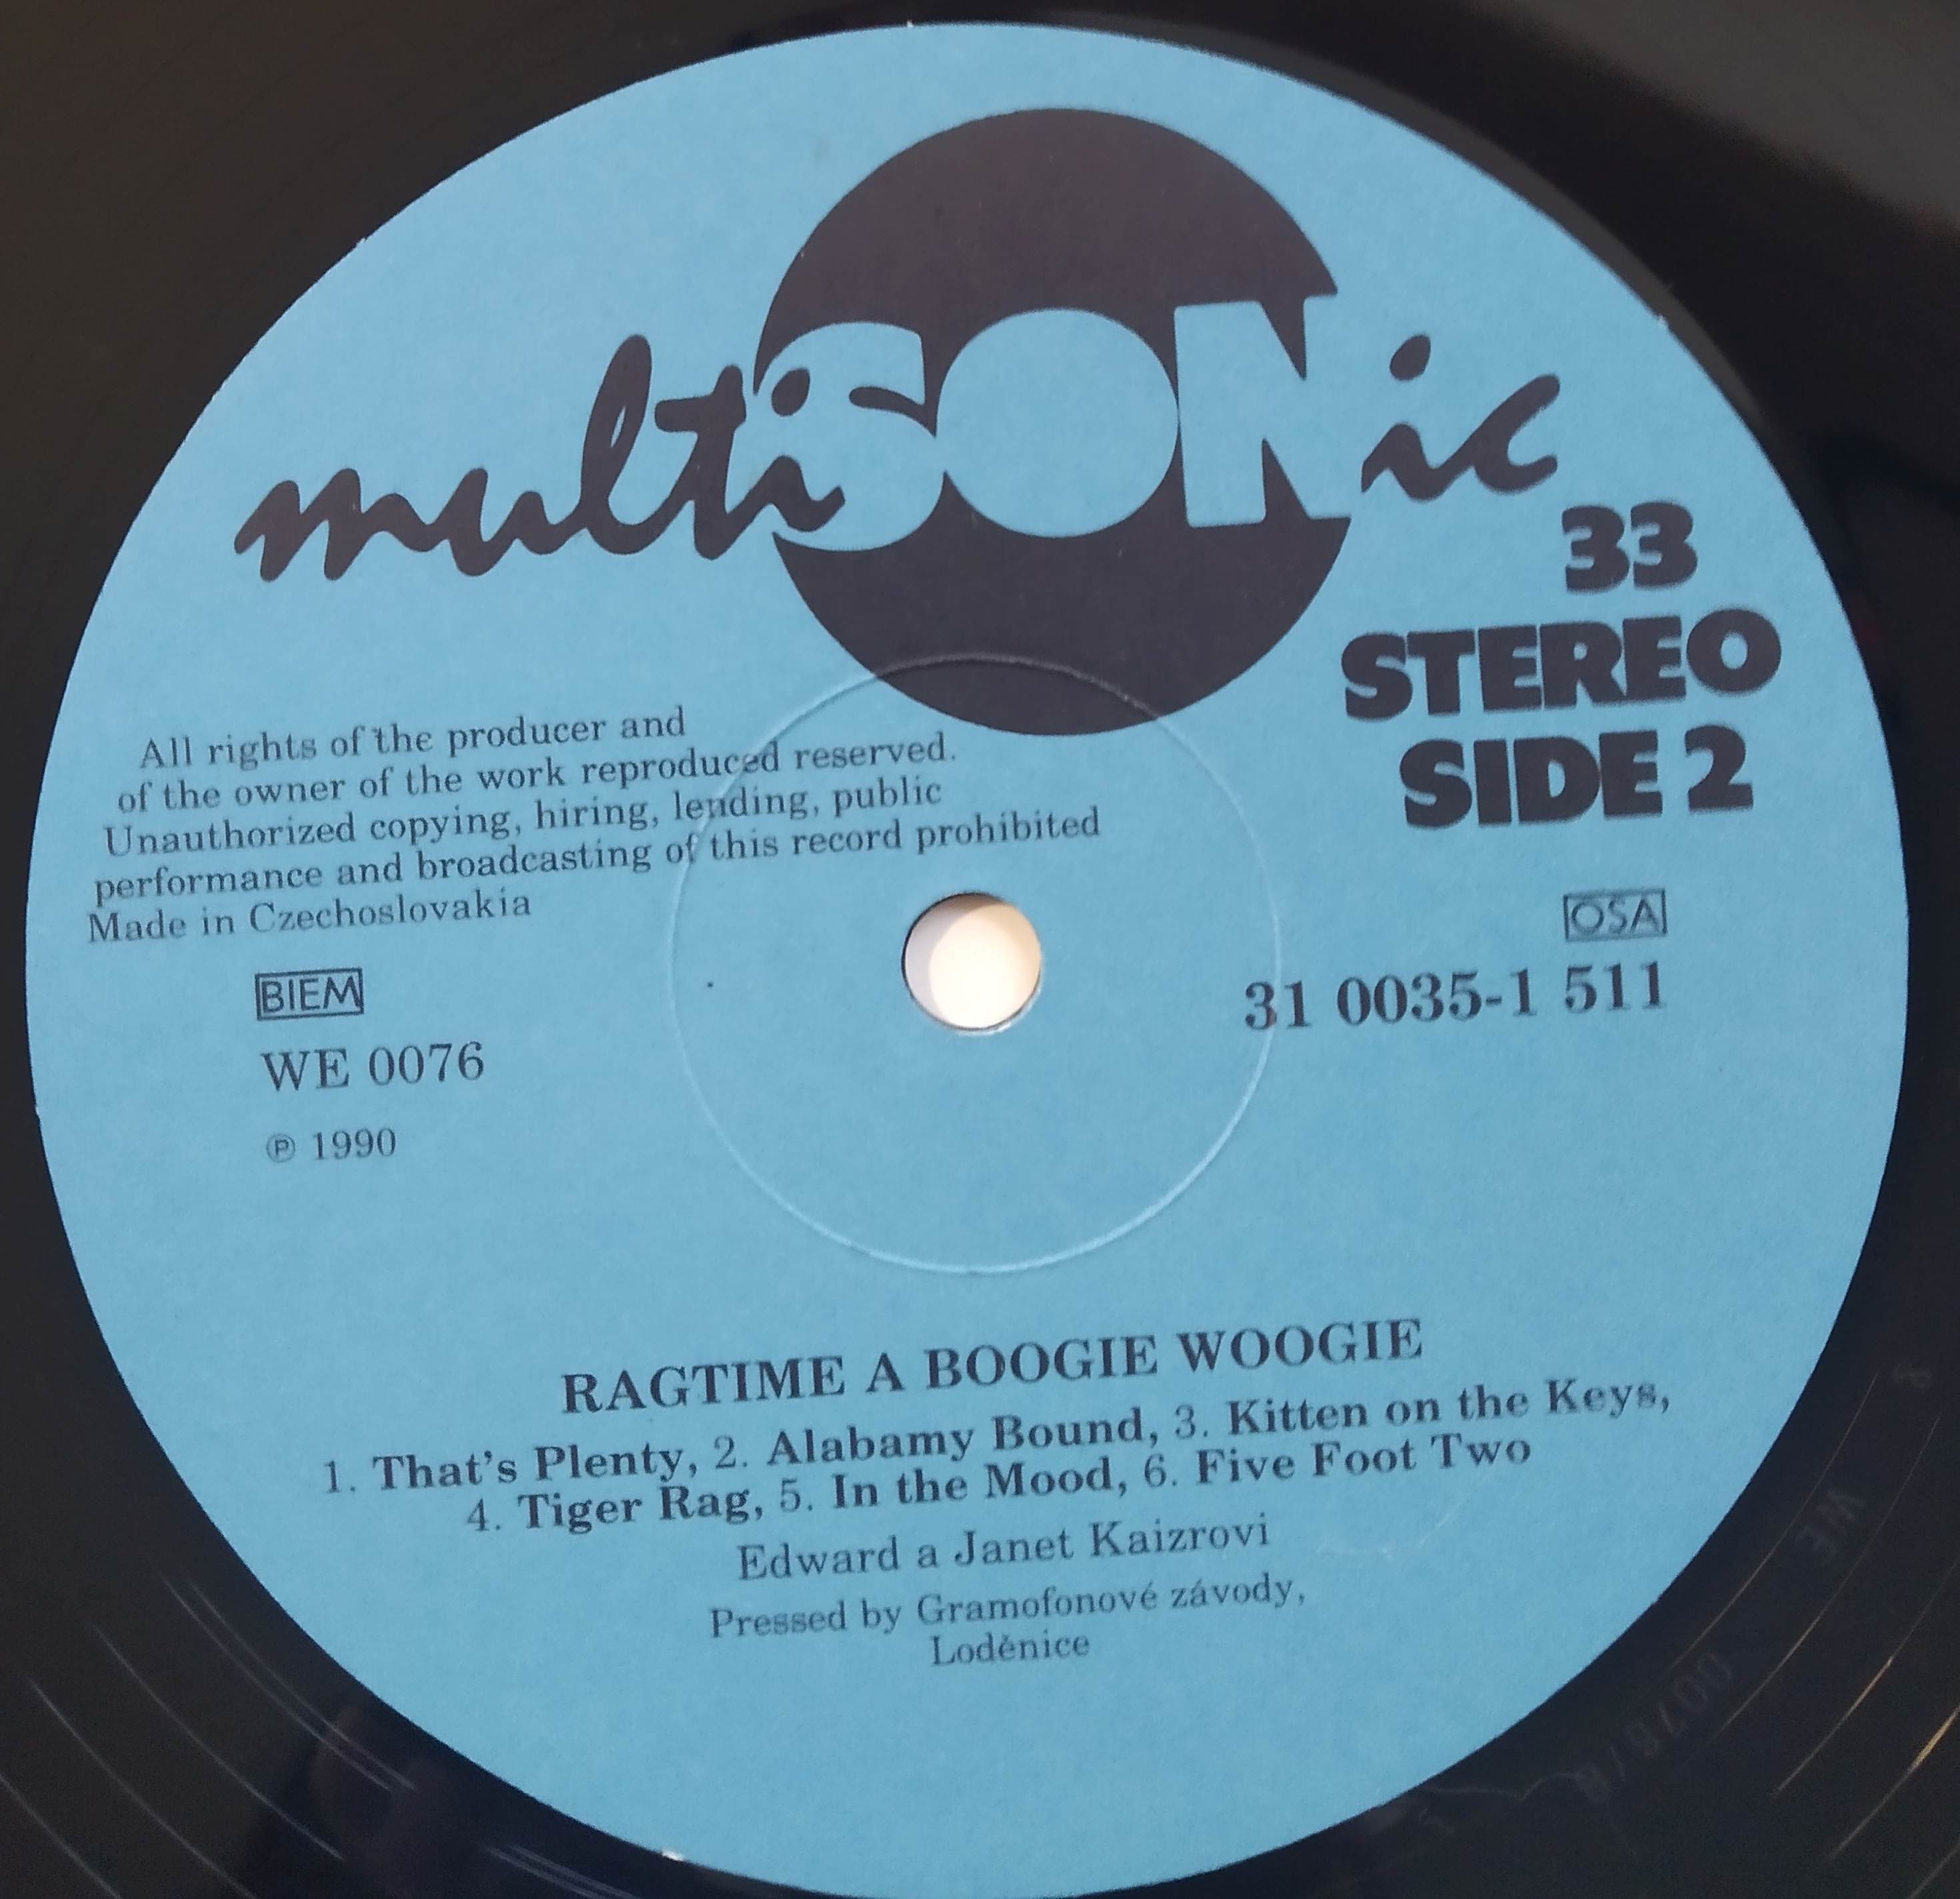 multiSONic
33
STEREO
SIDE 2
All rights of the producer and
of the owner of the work reproduced reserved.
Unauthorized copying, hiring, lending, public
performance and broadcasting of this record prohibited
Made in Czechoslovakia
BIEM
WE 0076
℗ 1990
OSA
31 0035-1 511
RAGTIME A BOOGIE WOOGIE
1. That's Plenty, 2. Alabamy Bound, 3. Kitten on the Keys,
4. Tiger Rag, 5. In the Mood, 6. Five Foot Two
Edward a Janet Kaizrovi
Pressed by Gramofonové závody,
Loděnice